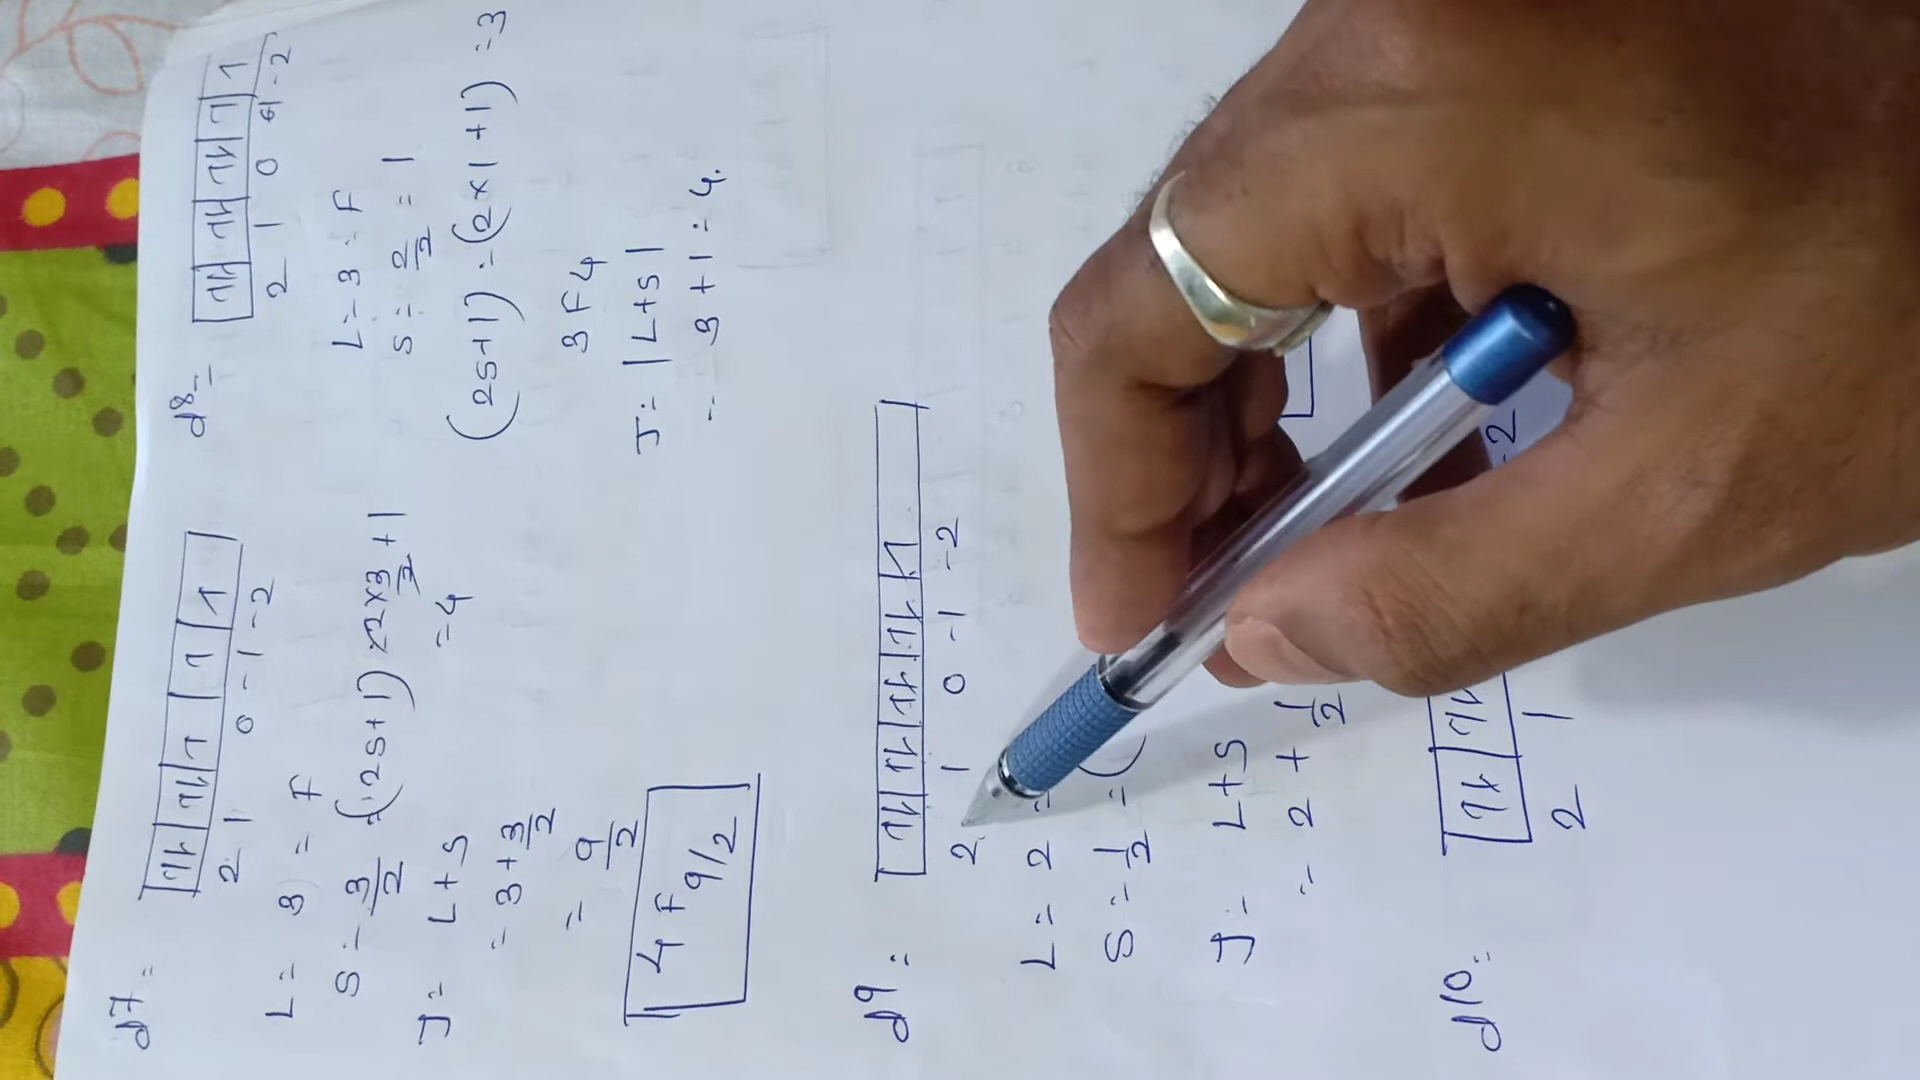 d7 =
2 1 0 -1 -2
L = 3 = F
S = 3/2 = (2S+1) = 2×3/2+1
= 4
J = L+S
= 3+3/2
= 9/2
4F9/2
d8 =
2 1 0 -1 -2
L = 3 = F
S = 2/2 = 1
(2S+1) = (2×1+1) = 3
3F4
J = |L+S|
= 3+1 = 4.
d9 =
2 1 0 -1 -2
L = 2 =
S = 1/2 = (
J = L+S
= 2 + 1/2
d10 =
2 1 -2